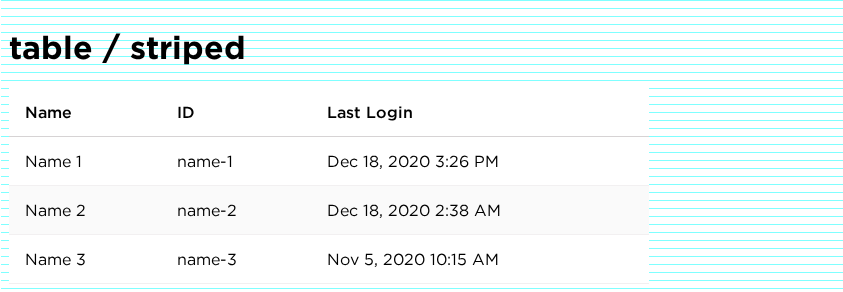 table / striped
Name ID Last Login
Name 1 name-1 Dec 18, 2020 3:26 PM
Name 2 name-2 Dec 18, 2020 2:38 AM
Name 3 name-3 Nov 5, 2020 10:15 AM